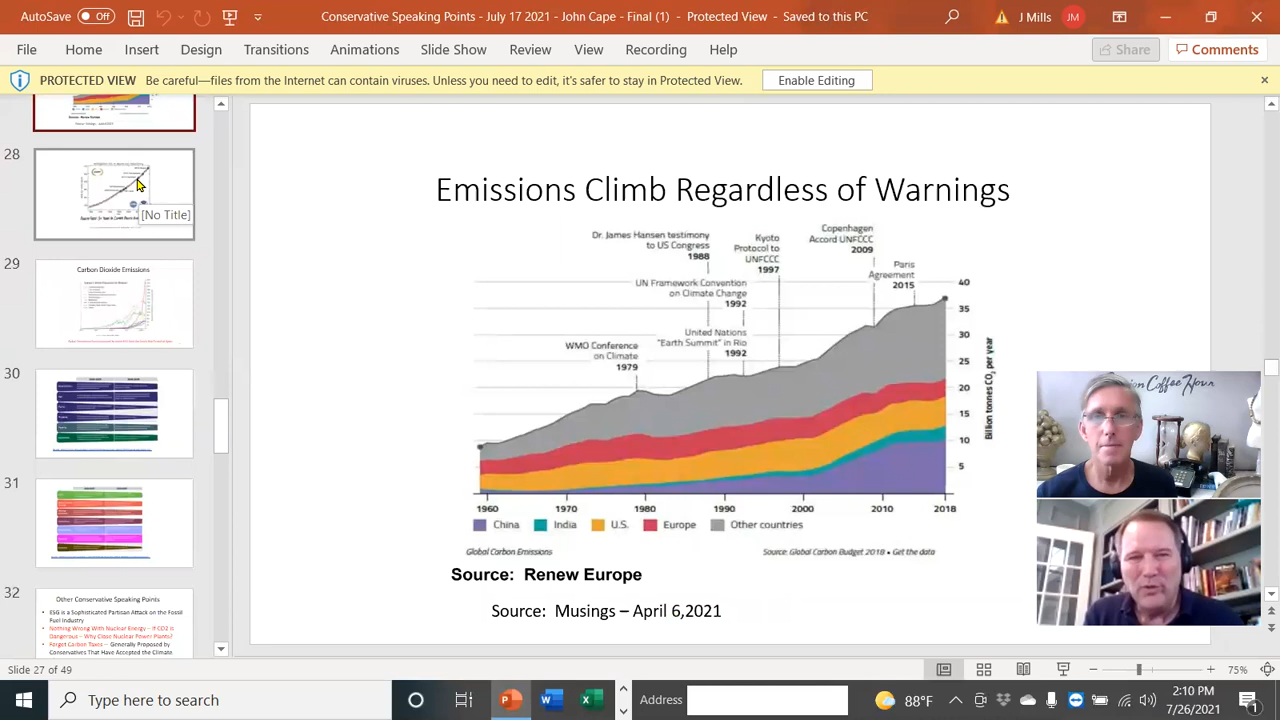 AutoSave Off Conservative Speaking Points - July 17 2021 - John Cape - Final (1) - Protected View - Saved to this PC J Mills JM
File Home Insert Design Transitions Animations Slide Show Review View Recording Help Share Comments
PROTECTED VIEW Be careful—files from the Internet can contain viruses. Unless you need to edit, it's safer to stay in Protected View. Enable Editing
28
[No Title]
29
Carbon Dioxide Emissions
30
31
32
Other Conservative Speaking Points
• ESG is a Sophisticated Partisan Attack on the Fossil
Fuel Industry
• Nothing Wrong With Nuclear Energy – If CO2 is
Dangerous – Why Close Nuclear Power Plants?
• Forget Carbon Taxes – Generally Proposed by
Conservatives That Have Accepted the Climate
Emissions Climb Regardless of Warnings
Dr. James Hansen testimony
to US Congress
1988
Kyoto
Protocol to
UNFCCC
1997
Copenhagen
Accord UNFCCC
2009
Paris
Agreement
2015
UN Framework Convention
on Climate Change
1992
United Nations
"Earth Summit" in Rio
1992
WMO Conference
on Climate
1979
40
35
30
25
20
15
10
5
Billion tonnes CO₂ per year
1960 1970 1980 1990 2000 2010 2018
China India U.S. Europe Other countries
Global Carbon Emissions Source: Global Carbon Budget 2018 • Get the data
Source: Renew Europe
Source: Musings – April 6,2021
Slide 27 of 49 75%
Type here to search Address 88°F 2:10 PM
7/26/2021 1